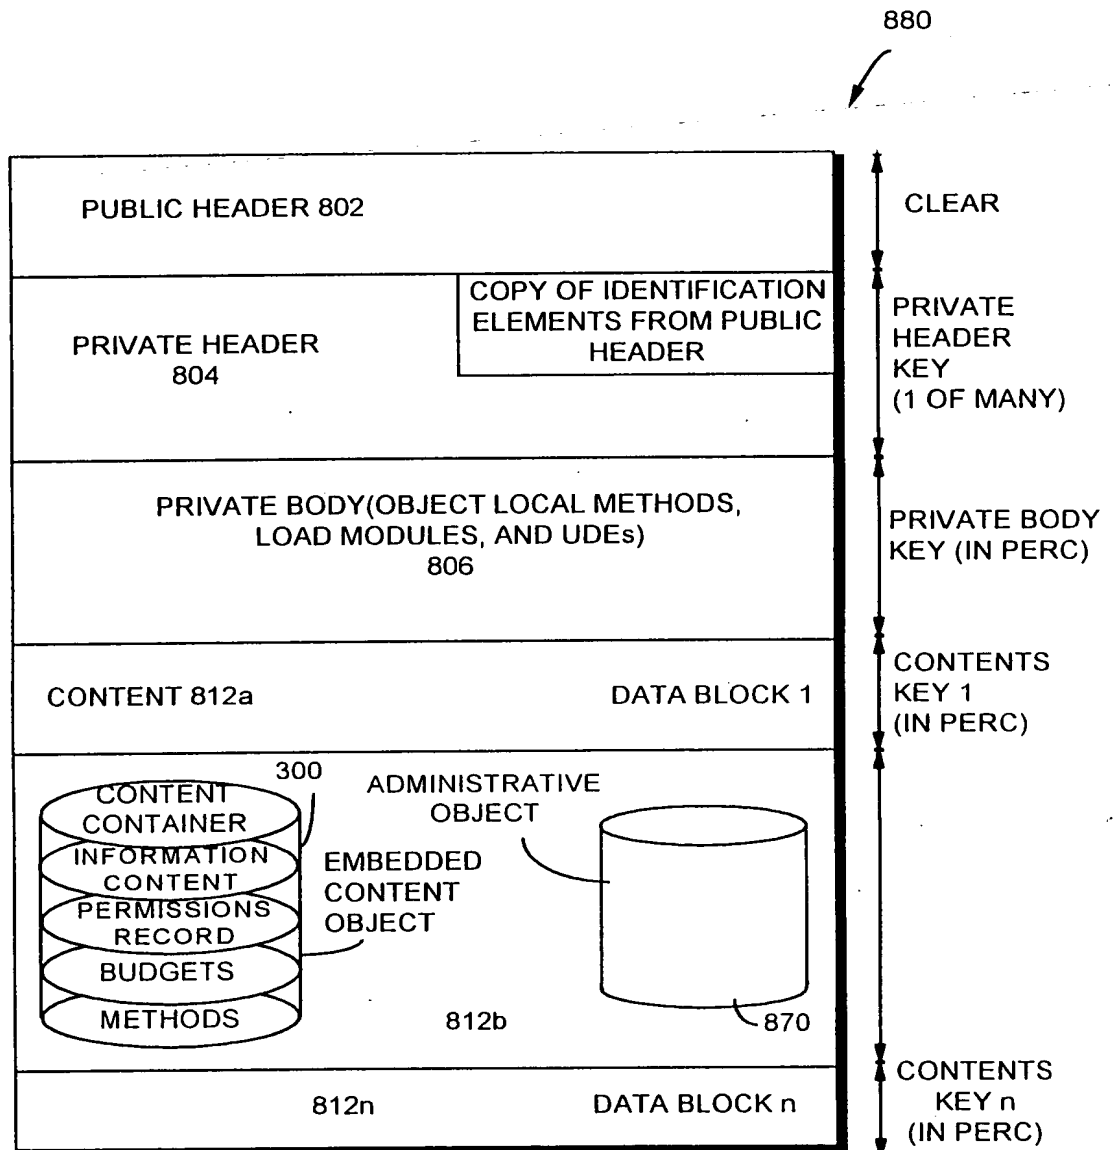 880
PUBLIC HEADER 802
CLEAR
PRIVATE HEADER
804
COPY OF IDENTIFICATION
ELEMENTS FROM PUBLIC
HEADER
PRIVATE
HEADER
KEY
(1 OF MANY)
PRIVATE BODY(OBJECT LOCAL METHODS,
LOAD MODULES, AND UDEs)
806
PRIVATE BODY
KEY (IN PERC)
CONTENT 812a
DATA BLOCK 1
CONTENTS
KEY 1
(IN PERC)
CONTENT
CONTAINER
INFORMATION
CONTENT
PERMISSIONS
RECORD
BUDGETS
METHODS
300
EMBEDDED
CONTENT
OBJECT
ADMINISTRATIVE
OBJECT
812b
870
812n
DATA BLOCK n
CONTENTS
KEY n
(IN PERC)